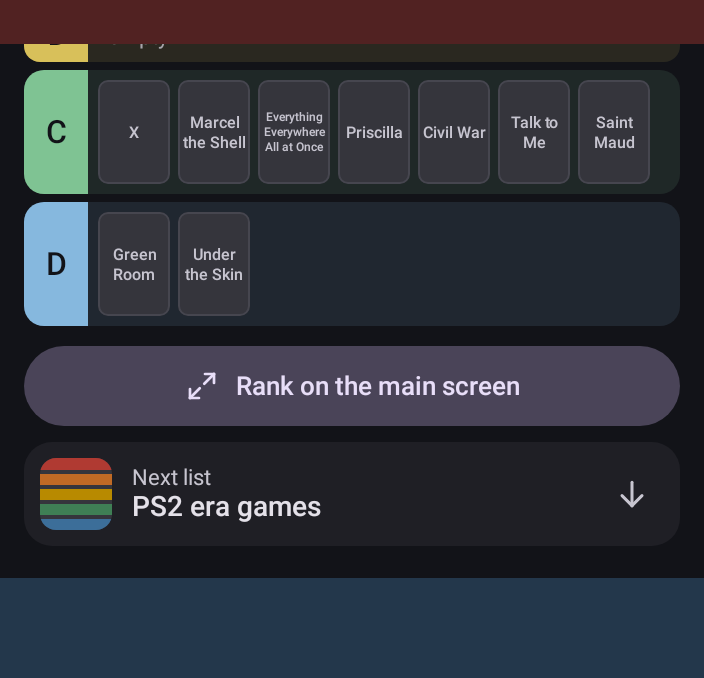 C
X
Marcel
the Shell
Everything
Everywhere
All at Once
Priscilla
Civil War
Talk to
Me
Saint
Maud
D
Green
Room
Under
the Skin
Rank on the main screen
Next list
PS2 era games